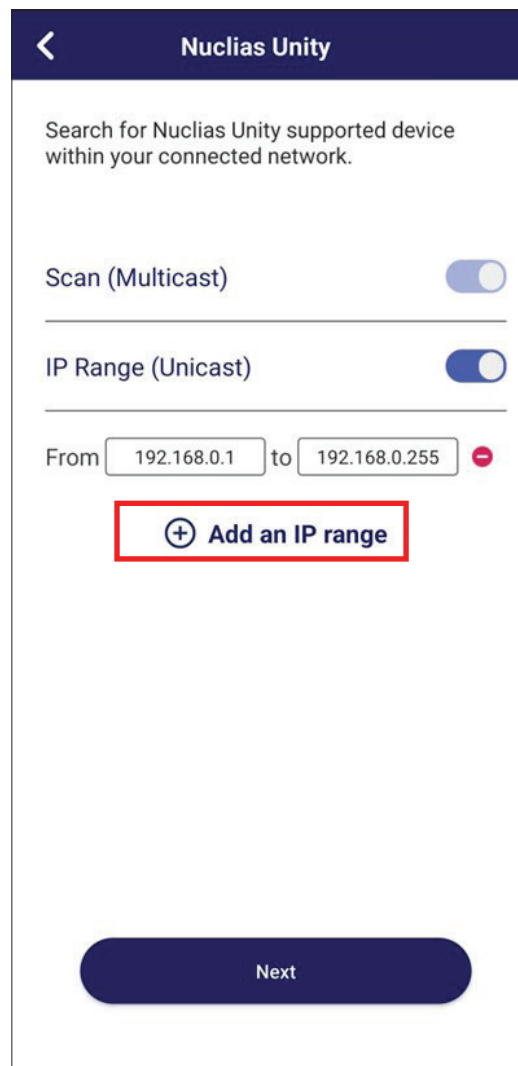 Nuclias Unity
Search for Nuclias Unity supported device
within your connected network.
Scan (Multicast)
IP Range (Unicast)
From 192.168.0.1 to 192.168.0.255
Add an IP range
Next